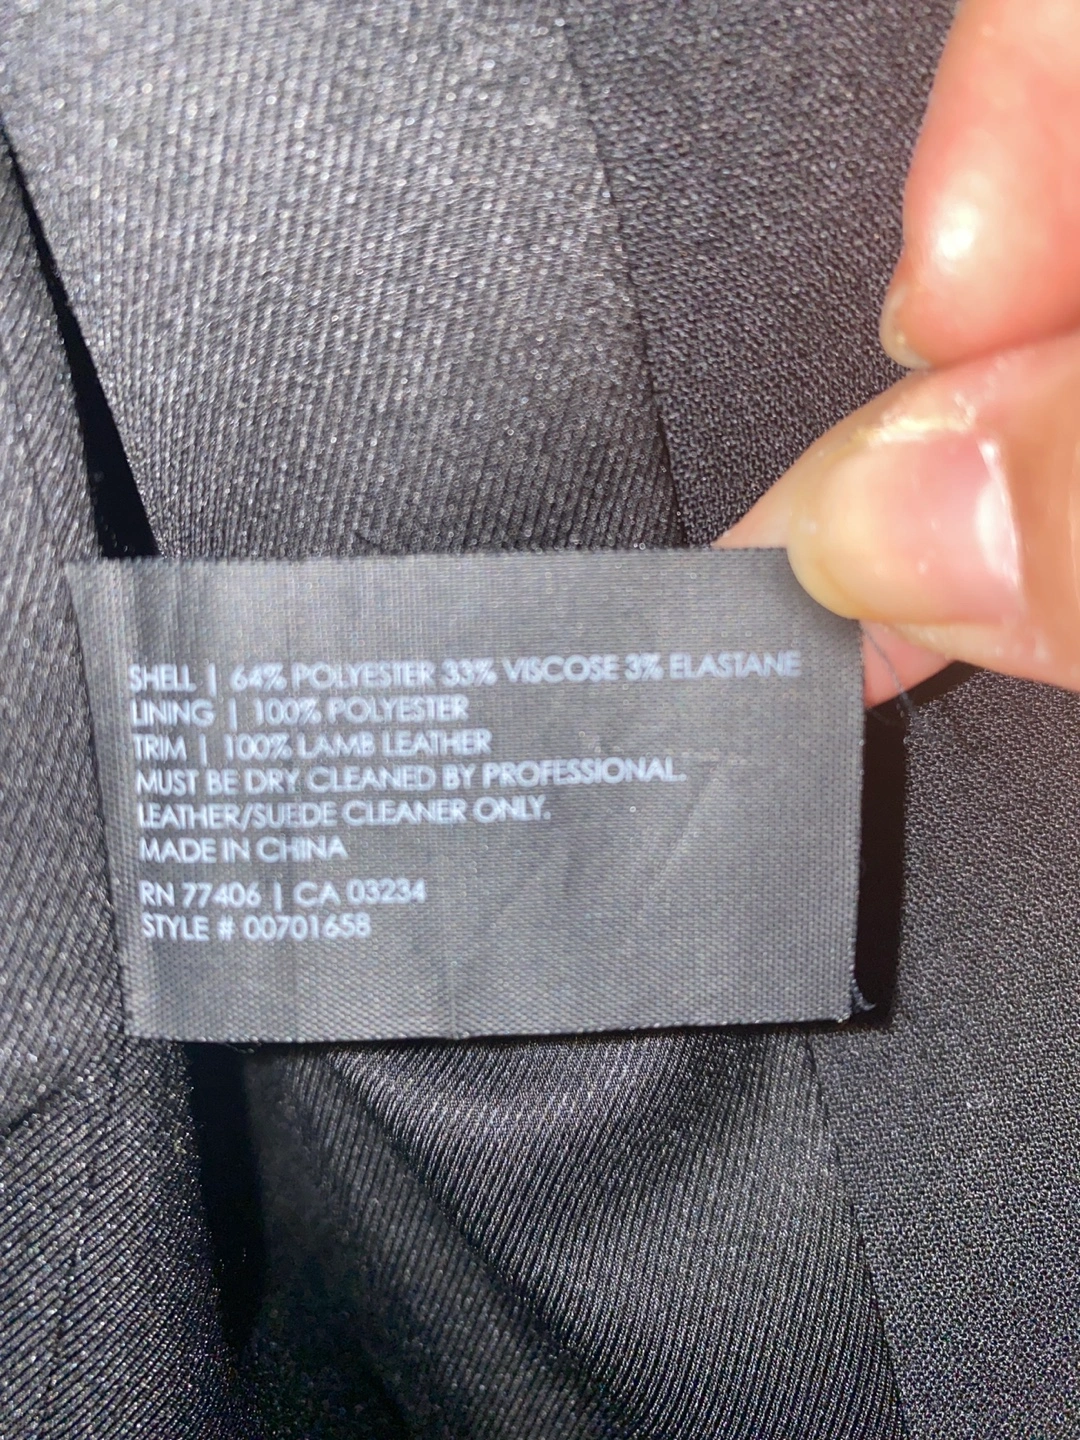 SHELL | 64% POLYESTER 33% VISCOSE 3% ELASTANE
LINING | 100% POLYESTER
TRIM | 100% LAMB LEATHER
MUST BE DRY CLEANED BY PROFESSIONAL.
LEATHER/SUEDE CLEANER ONLY.
MADE IN CHINA
RN 77406 | CA 03234
STYLE # 00701658